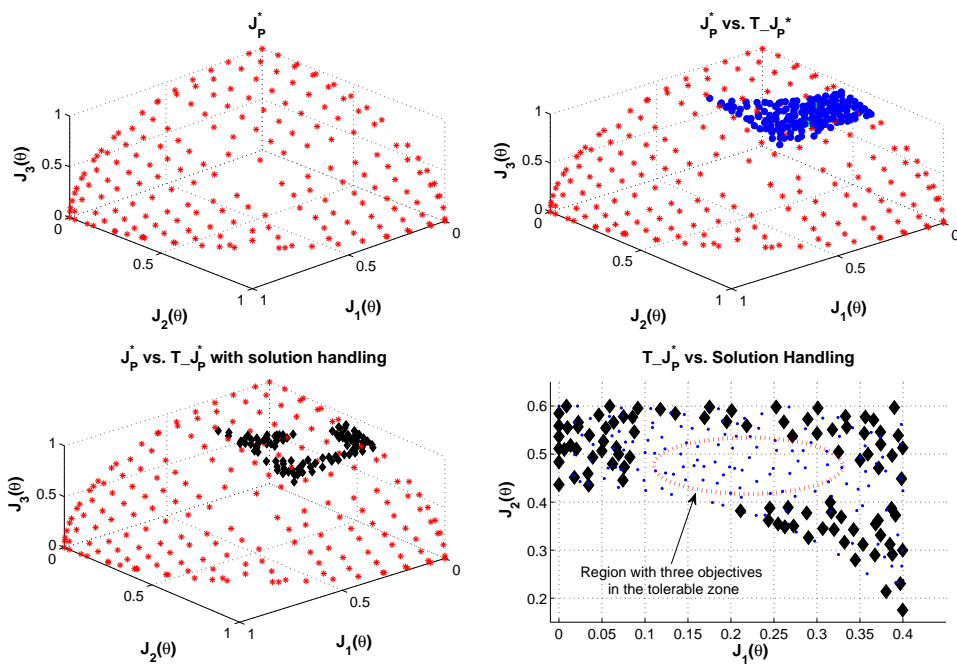 J*P
1
0.5
0
J3(θ)
0
0.5
1
J2(θ)
1
0.5
0
J1(θ)
J*P vs. T_JP*
1
0.5
0
J3(θ)
0
0.5
1
J2(θ)
1
0.5
0
J1(θ)
J*P vs. T_J*P with solution handling
1
0.5
0
J3(θ)
0
0.5
1
J2(θ)
1
0.5
0
J1(θ)
T_J*P vs. Solution Handling
0.6
0.5
0.4
0.3
0.2
J2(θ)
Region with three objectives
in the tolerable zone
0 0.05 0.1 0.15 0.2 0.25 0.3 0.35 0.4
J1(θ)